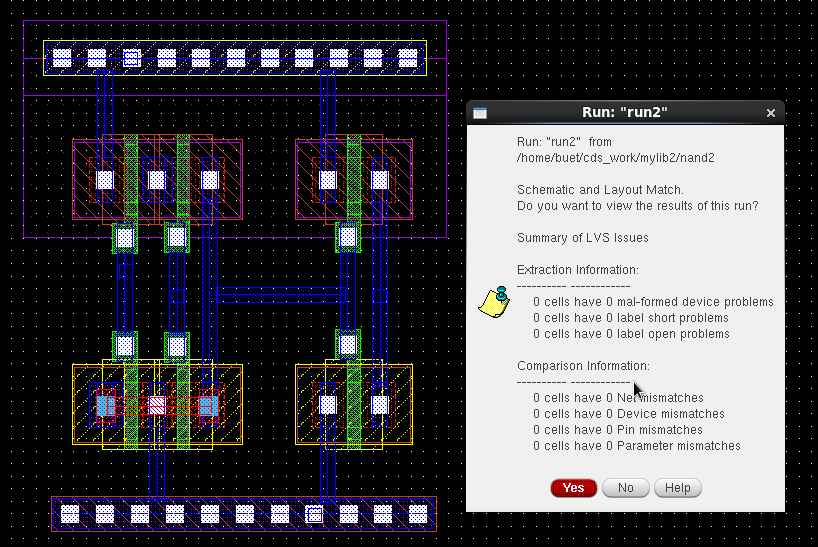 Run: "run2"
Run: "run2" from
/home/buet/cds_work/mylib2/nand2
Schematic and Layout Match.
Do you want to view the results of this run?
Summary of LVS Issues
Extraction Information:
---------- ------------
0 cells have 0 mal-formed device problems
0 cells have 0 label short problems
0 cells have 0 label open problems
Comparison Information:
---------- ------------
0 cells have 0 Net mismatches
0 cells have 0 Device mismatches
0 cells have 0 Pin mismatches
0 cells have 0 Parameter mismatches
Yes
No
Help